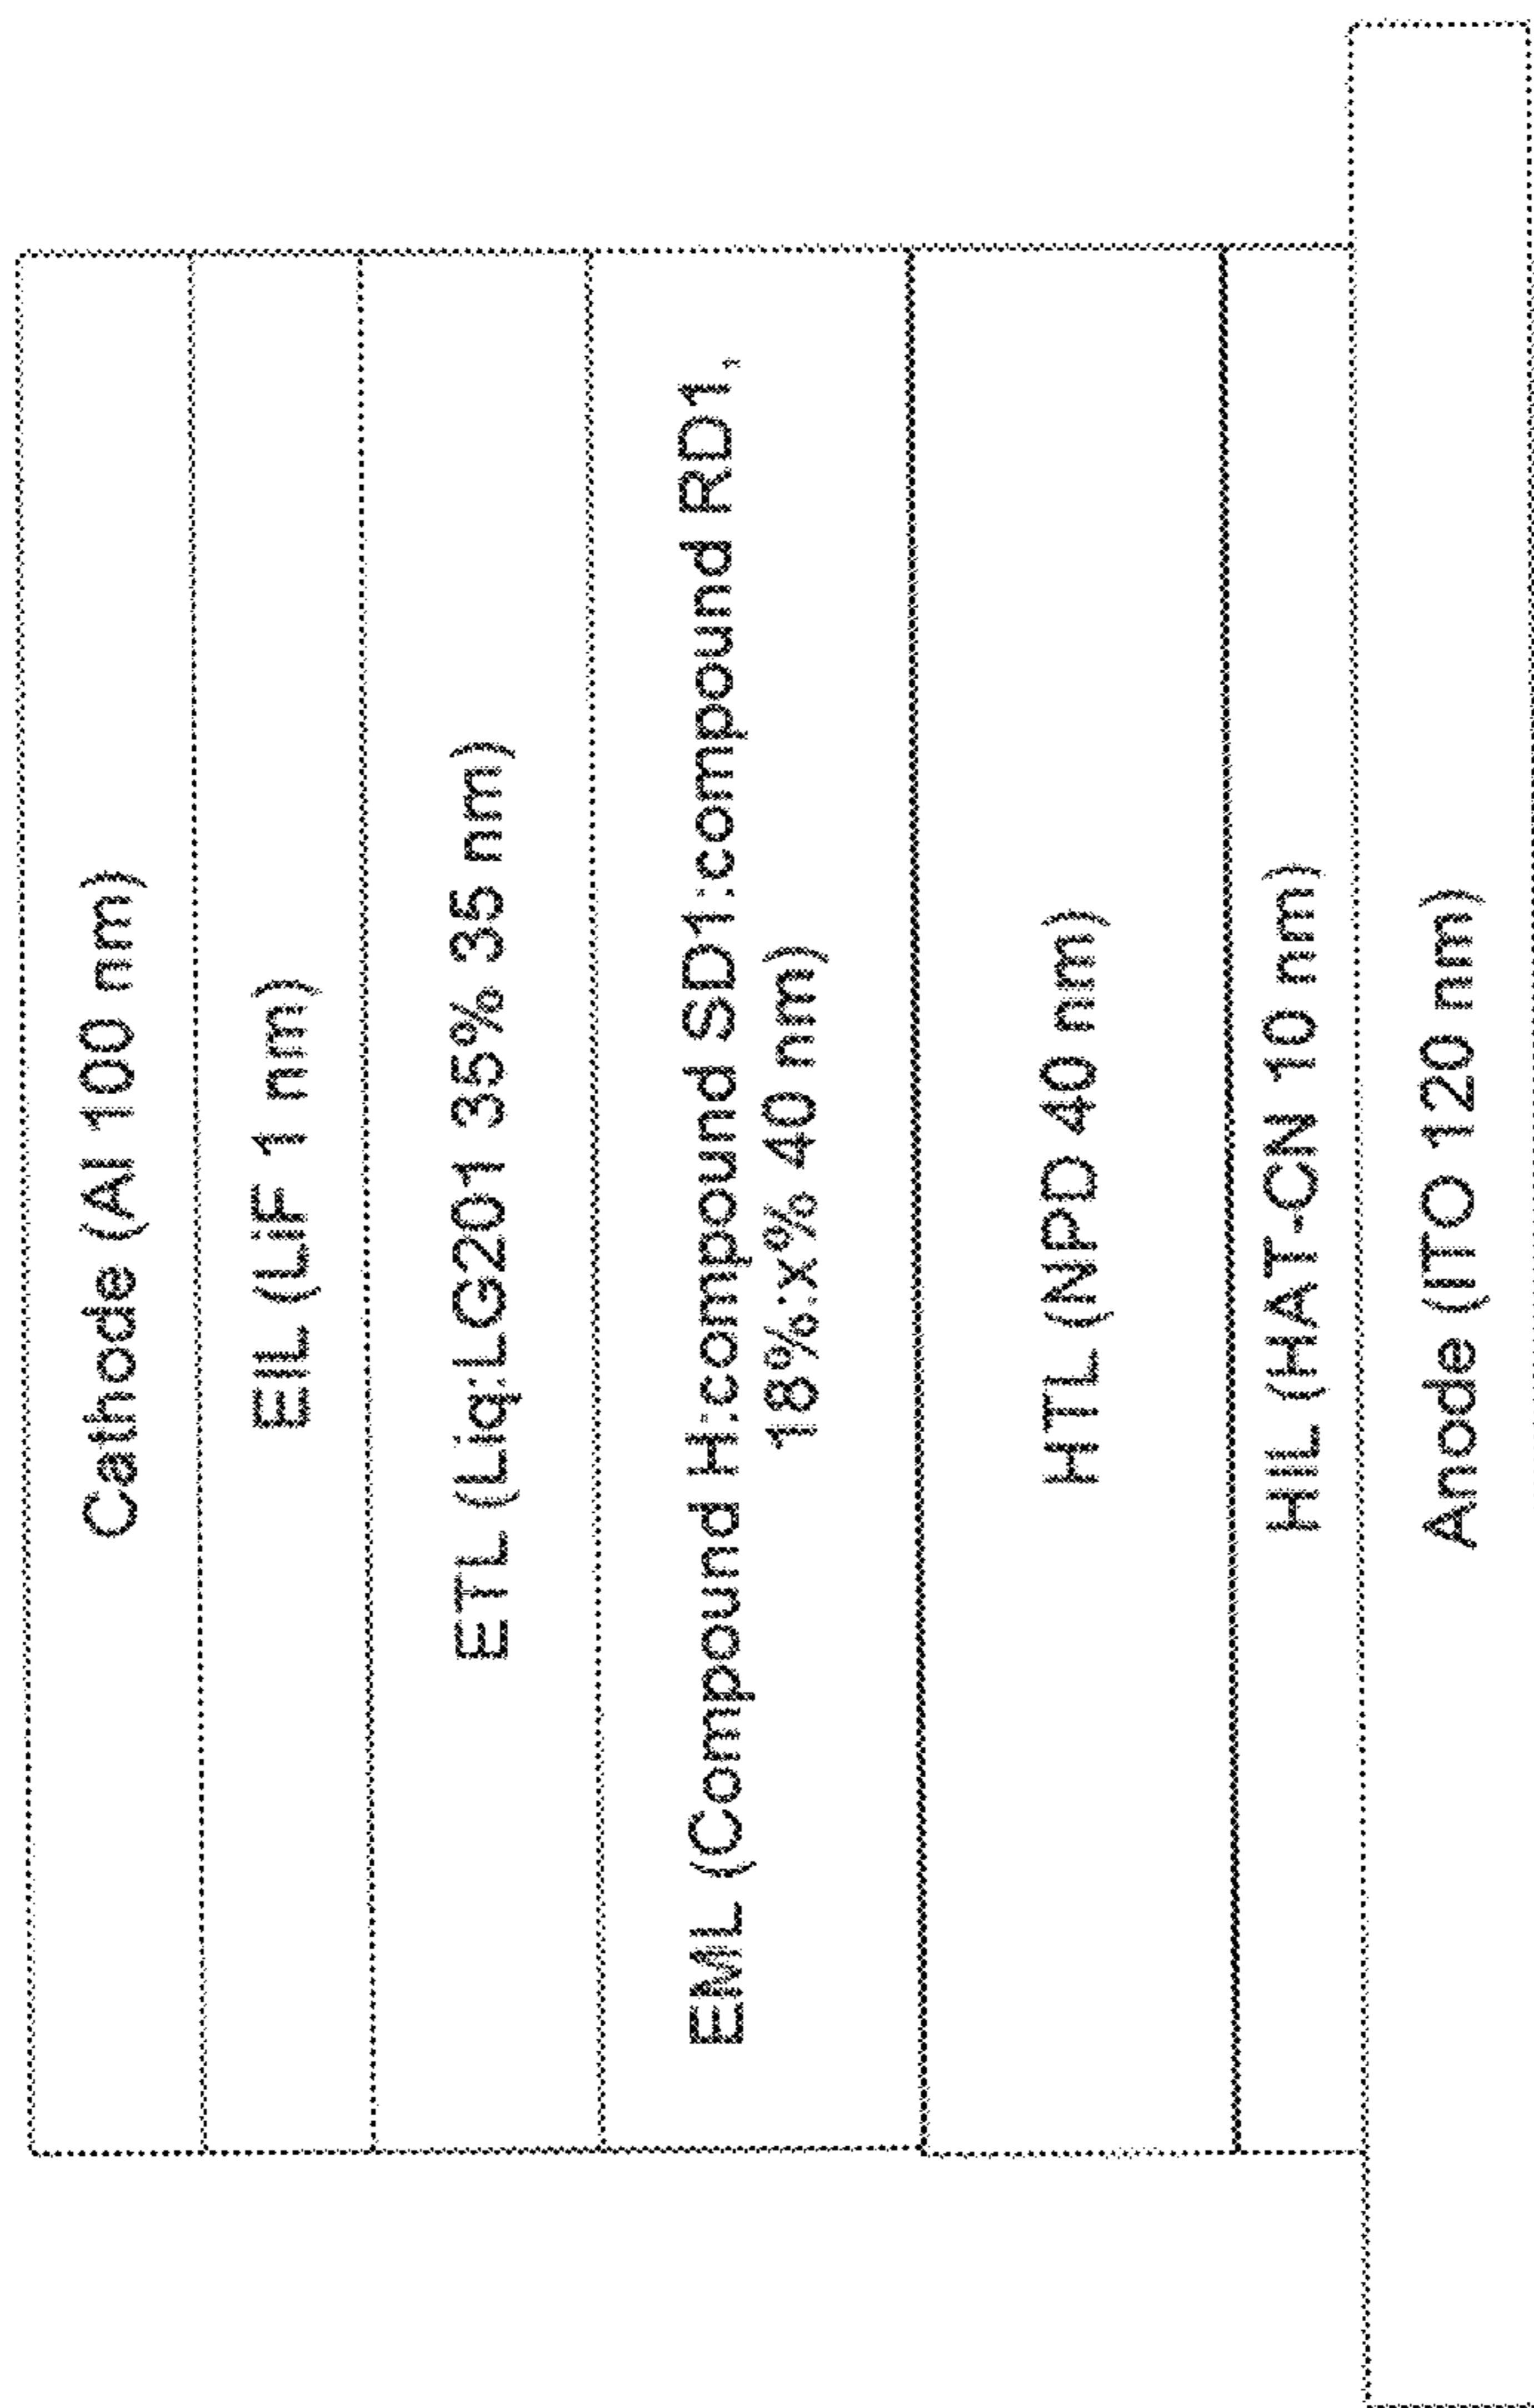 Cathode (Al 100 nm)
EIL (LiF 1 nm)
ETL (Liq:LG201 35% 35 nm)
EML (Compound H:compound SD1:compound RD1,
18%:x% 40 nm)
HTL (NPD 40 nm)
HIL (HAT-CN 10 nm)
Anode (ITO 120 nm)